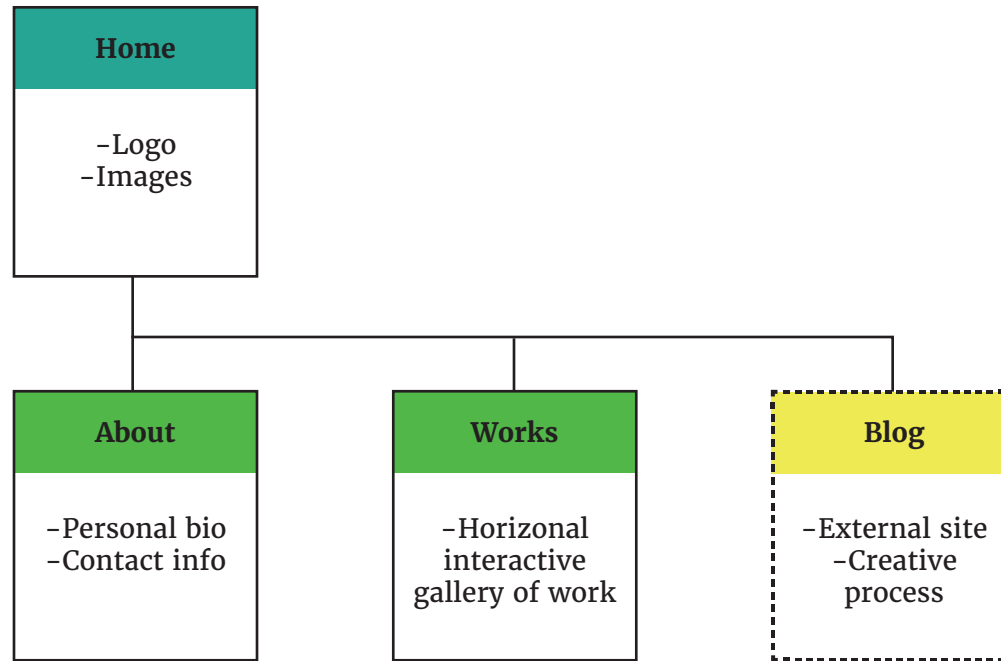 Home
-Logo
-Images
About
-Personal bio
-Contact info
Works
-Horizonal
interactive
gallery of work
Blog
-External site
-Creative
process